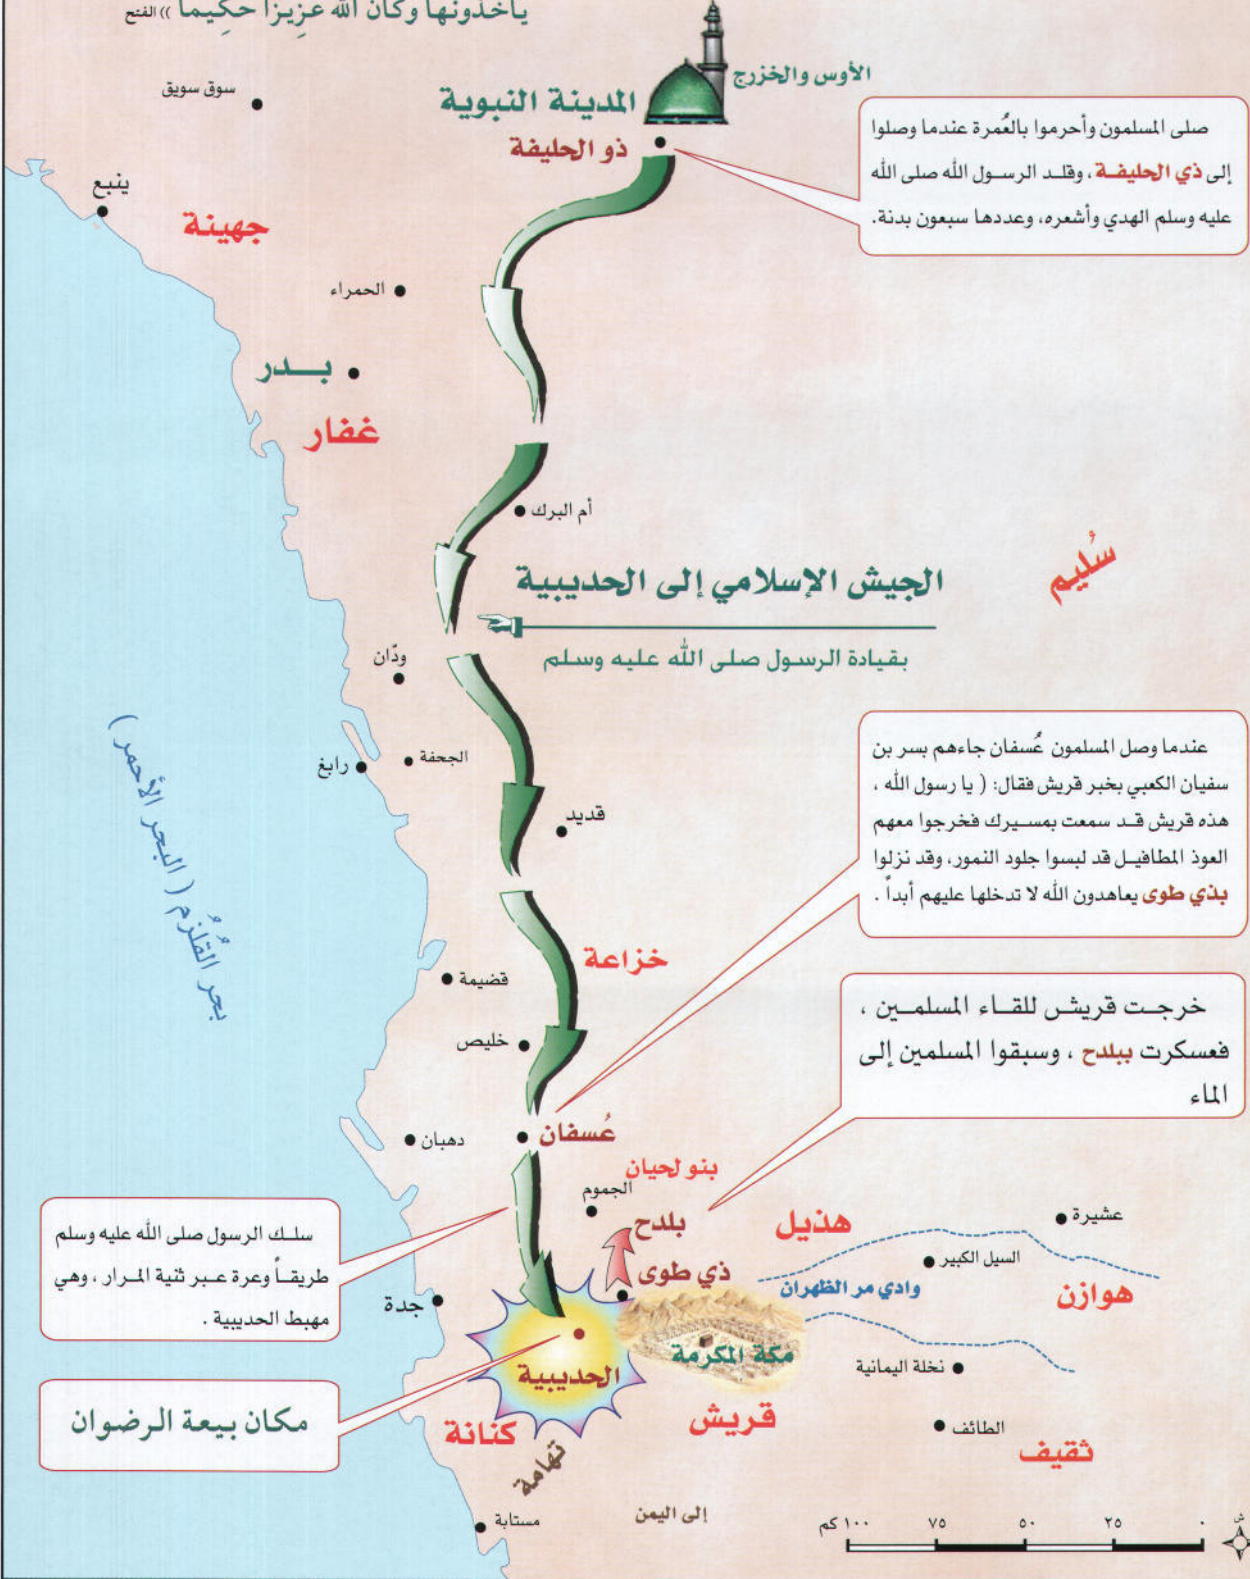 يأخذونها وكان الله عزيزاً حكيماً )) الفتح
الأوس والخزرج
المدينة النبوية
ذو الحليفة
سوق سويق
صلى المسلمون وأحرموا بالعُمرة عندما وصلوا
إلى ذي الحليفة، وقلد الرسول الله صلى الله
عليه وسلم الهدي وأشعره، وعددها سبعون بدنة.
ينبع
جهينة
الحمراء
بدر
غفار
أم البرك
سُليم
الجيش الإسلامي إلى الحديبية
بقيادة الرسول صلى الله عليه وسلم
ودّان
الجحفة
رابغ
بحر القُلزُم ( البحر الأحمر )
قديد
عندما وصل المسلمون عُسفان جاءهم بسر بن
سفيان الكعبي بخبر قريش فقال: ( يا رسول الله ،
هذه قريش قد سمعت بمسيرك فخرجوا معهم
العوذ المطافيل قد لبسوا جلود النمور، وقد نزلوا
بذي طوى يعاهدون الله لا تدخلها عليهم أبداً .
خزاعة
قضيمة
خليص
خرجت قريش للقاء المسلمين ،
فعسكرت ببلدح ، وسبقوا المسلمين إلى
الماء
عُسفان
دهبان
بنو لحيان
الجموم
بلدح
هذيل
عشيرة
السيل الكبير
ذي طوى
وادي مر الظهران
هوازن
سلك الرسول صلى الله عليه وسلم
طريقاً وعرة عبر ثنية المرار ، وهي
مهبط الحديبية .
جدة
مكة المكرمة
نخلة اليمانية
الحديبية
مكان بيعة الرضوان
قريش
كنانة
تهامة
الطائف
ثقيف
إلى اليمن
مستابة
٠ ٢٥ ٥٠ ٧٥ ١٠٠ كم
ش